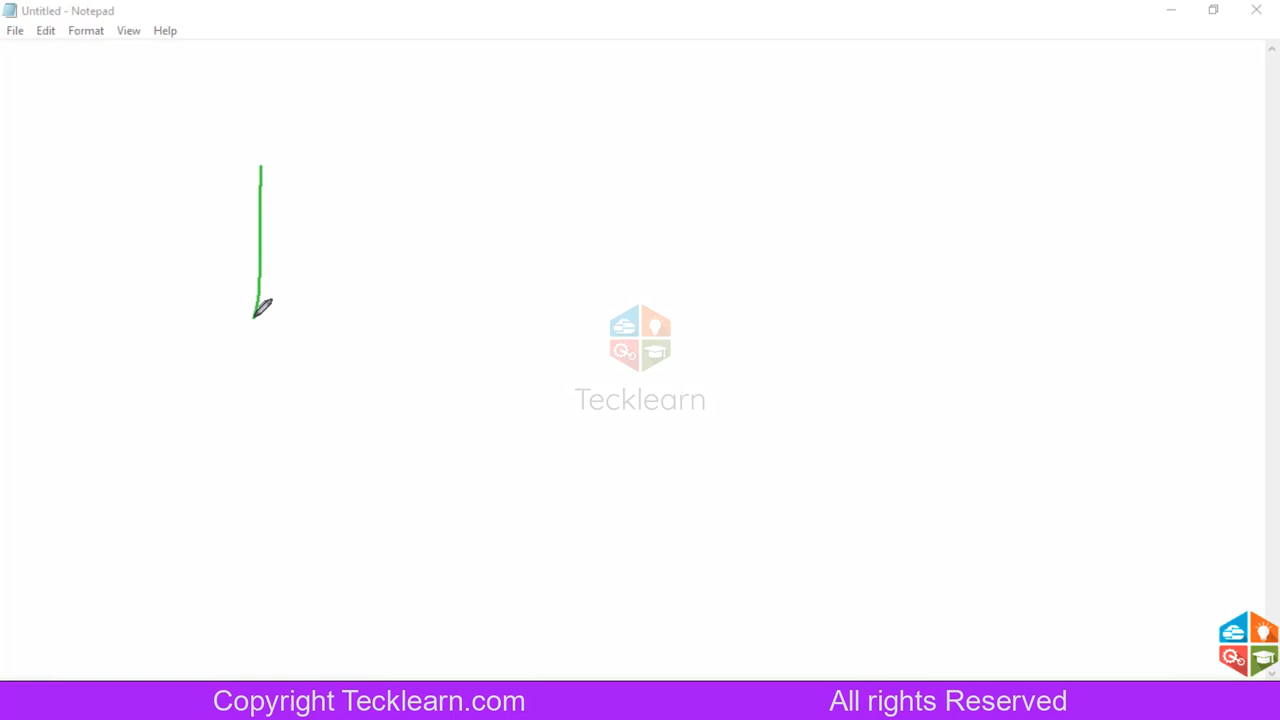 Untitled - Notepad
File Edit Format View Help
Tecklearn
Copyright Tecklearn.com All rights Reserved